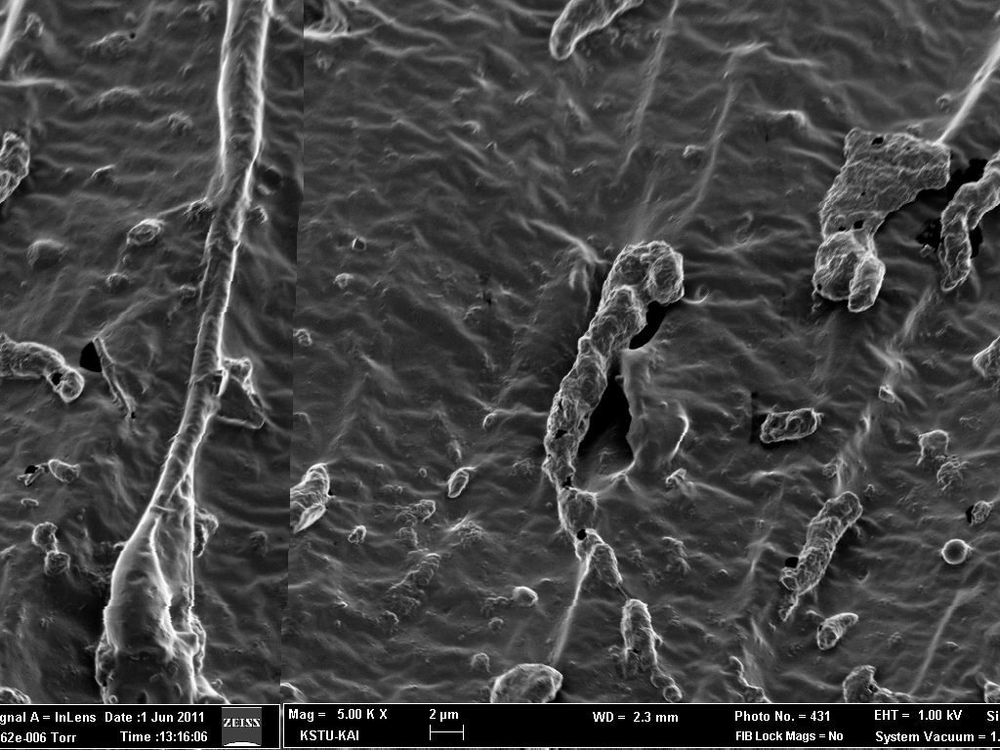 gnal A = InLens Date :1 Jun 2011
62e-006 Torr Time :13:16:06
ZEISS
Mag = 5.00 K X 2 µm WD = 2.3 mm Photo No. = 431 EHT = 1.00 kV Si
KSTU-KAI FIB Lock Mags = No System Vacuum = 1